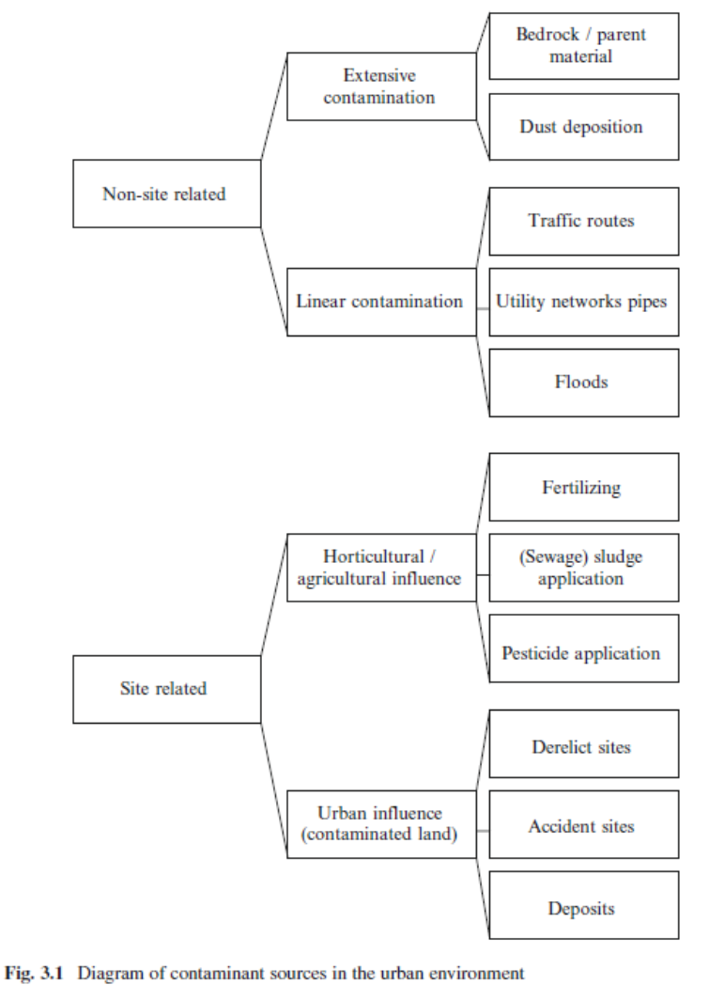 Bedrock / parent
material
Extensive
contamination
Dust deposition
Non-site related
Traffic routes
Linear contamination
Utility networks pipes
Floods
Fertilizing
Horticultural /
agricultural influence
(Sewage) sludge
application
Pesticide application
Site related
Derelict sites
Urban influence
(contaminated land)
Accident sites
Deposits
Fig. 3.1 Diagram of contaminant sources in the urban environment